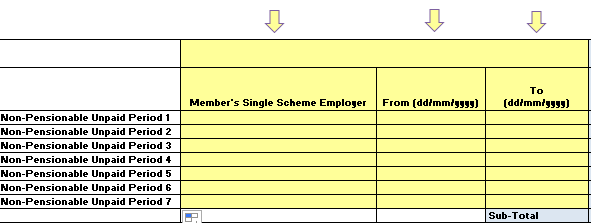 Member's Single Scheme Employer From (dd/mm/yyyy) To
(dd/mm/yyyy)
Non-Pensionable Unpaid Period 1
Non-Pensionable Unpaid Period 2
Non-Pensionable Unpaid Period 3
Non-Pensionable Unpaid Period 4
Non-Pensionable Unpaid Period 5
Non-Pensionable Unpaid Period 6
Non-Pensionable Unpaid Period 7
Sub-Total